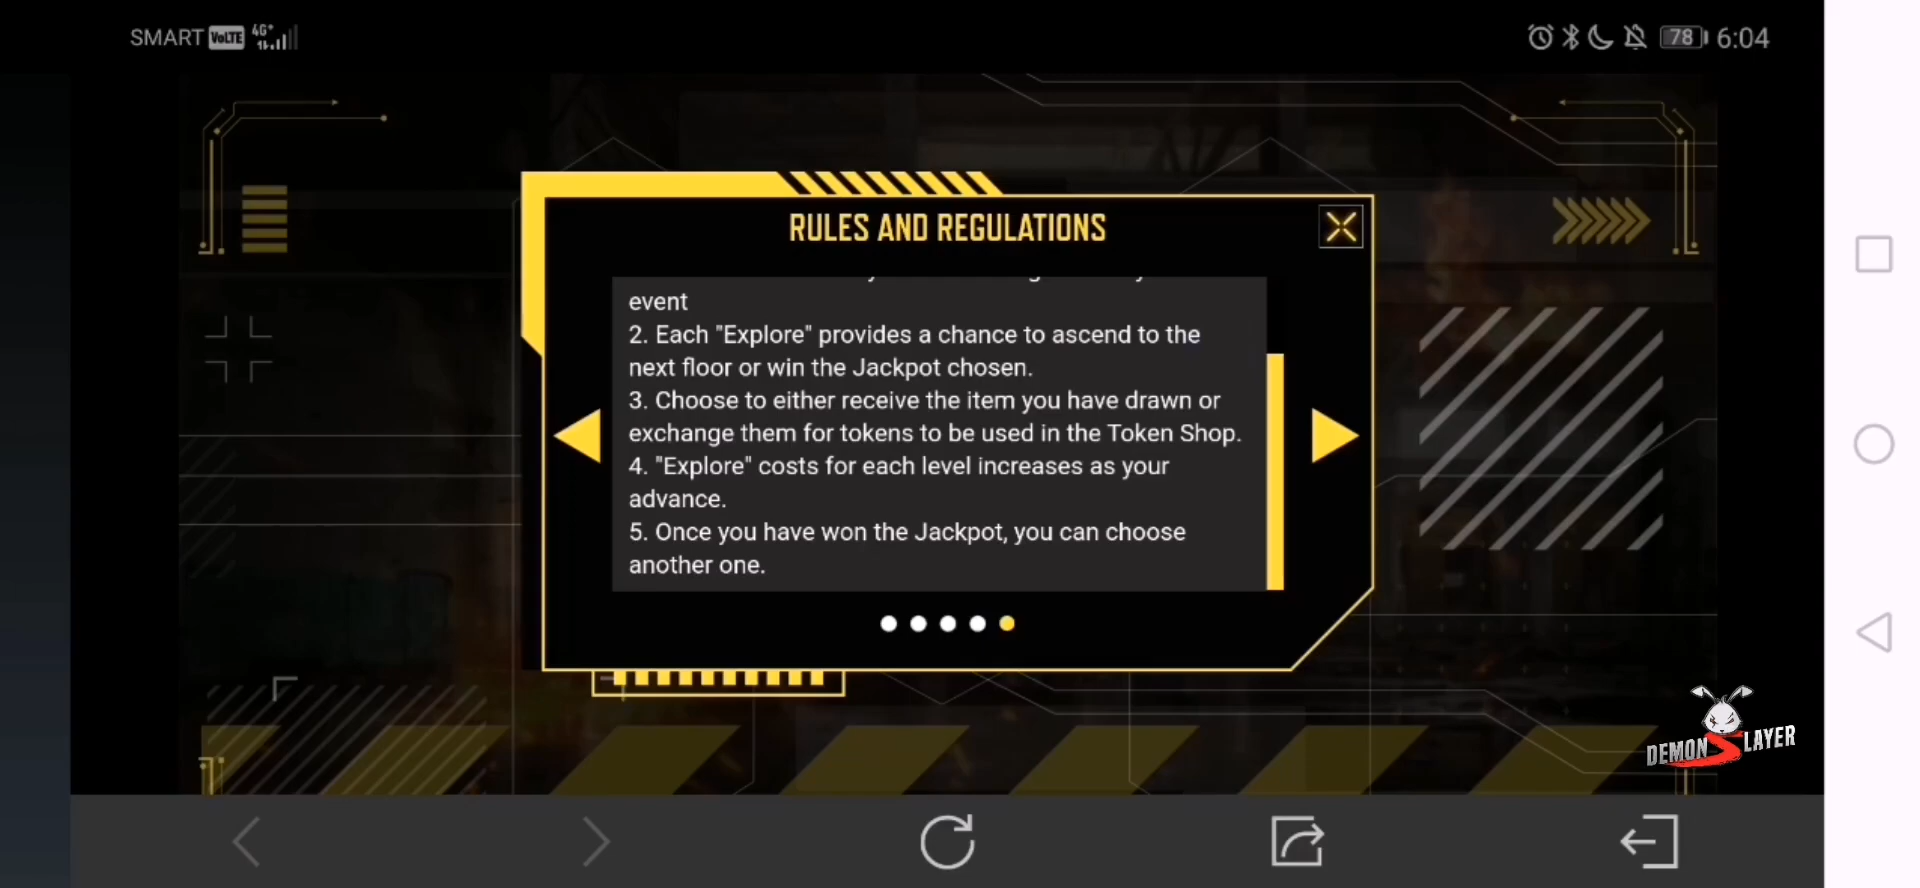 SMART VoLTE 4G+ 78 6:04
RULES AND REGULATIONS
event
2. Each "Explore" provides a chance to ascend to the
next floor or win the Jackpot chosen.
3. Choose to either receive the item you have drawn or
exchange them for tokens to be used in the Token Shop.
4. "Explore" costs for each level increases as your
advance.
5. Once you have won the Jackpot, you can choose
another one.
DEMON SLAYER